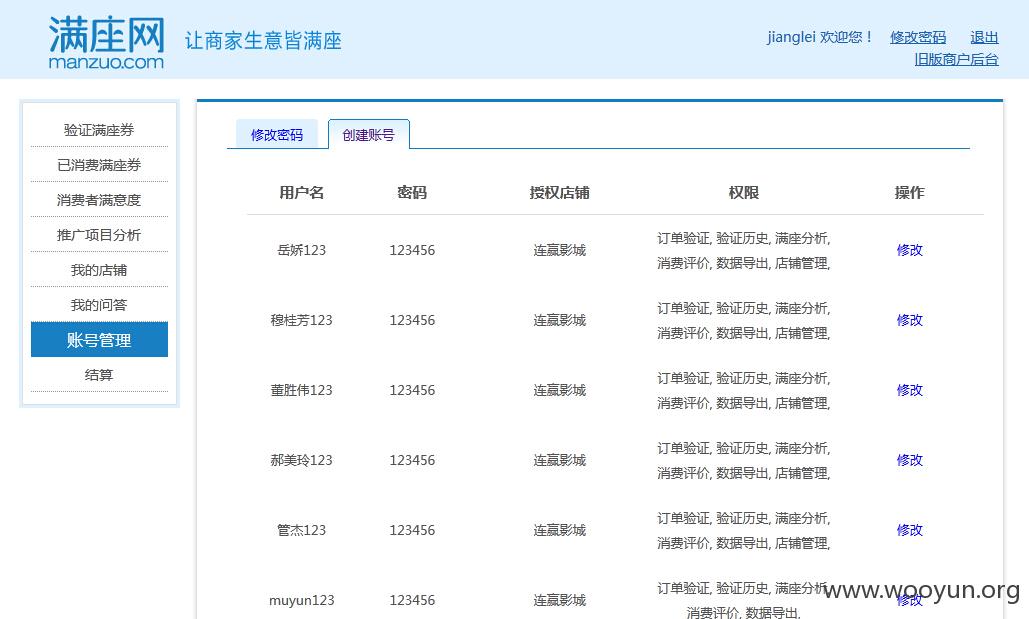 满座网 让商家生意皆满座
manzuo.com
jianglei 欢迎您！ 修改密码 退出
旧版商户后台
验证满座券
已消费满座券
消费者满意度
推广项目分析
我的店铺
我的问答
账号管理
结算
修改密码 创建账号
用户名 密码 授权店铺 权限 操作
岳娇123 123456 连赢影城 订单验证, 验证历史, 满座分析, 修改
消费评价, 数据导出, 店铺管理,
穆桂芳123 123456 连赢影城 订单验证, 验证历史, 满座分析, 修改
消费评价, 数据导出, 店铺管理,
董胜伟123 123456 连赢影城 订单验证, 验证历史, 满座分析, 修改
消费评价, 数据导出, 店铺管理,
郝美玲123 123456 连赢影城 订单验证, 验证历史, 满座分析, 修改
消费评价, 数据导出, 店铺管理,
管杰123 123456 连赢影城 订单验证, 验证历史, 满座分析, 修改
消费评价, 数据导出, 店铺管理,
muyun123 123456 连赢影城 订单验证, 验证历史, 满座分析, 修改
消费评价, 数据导出,
www.wooyun.org